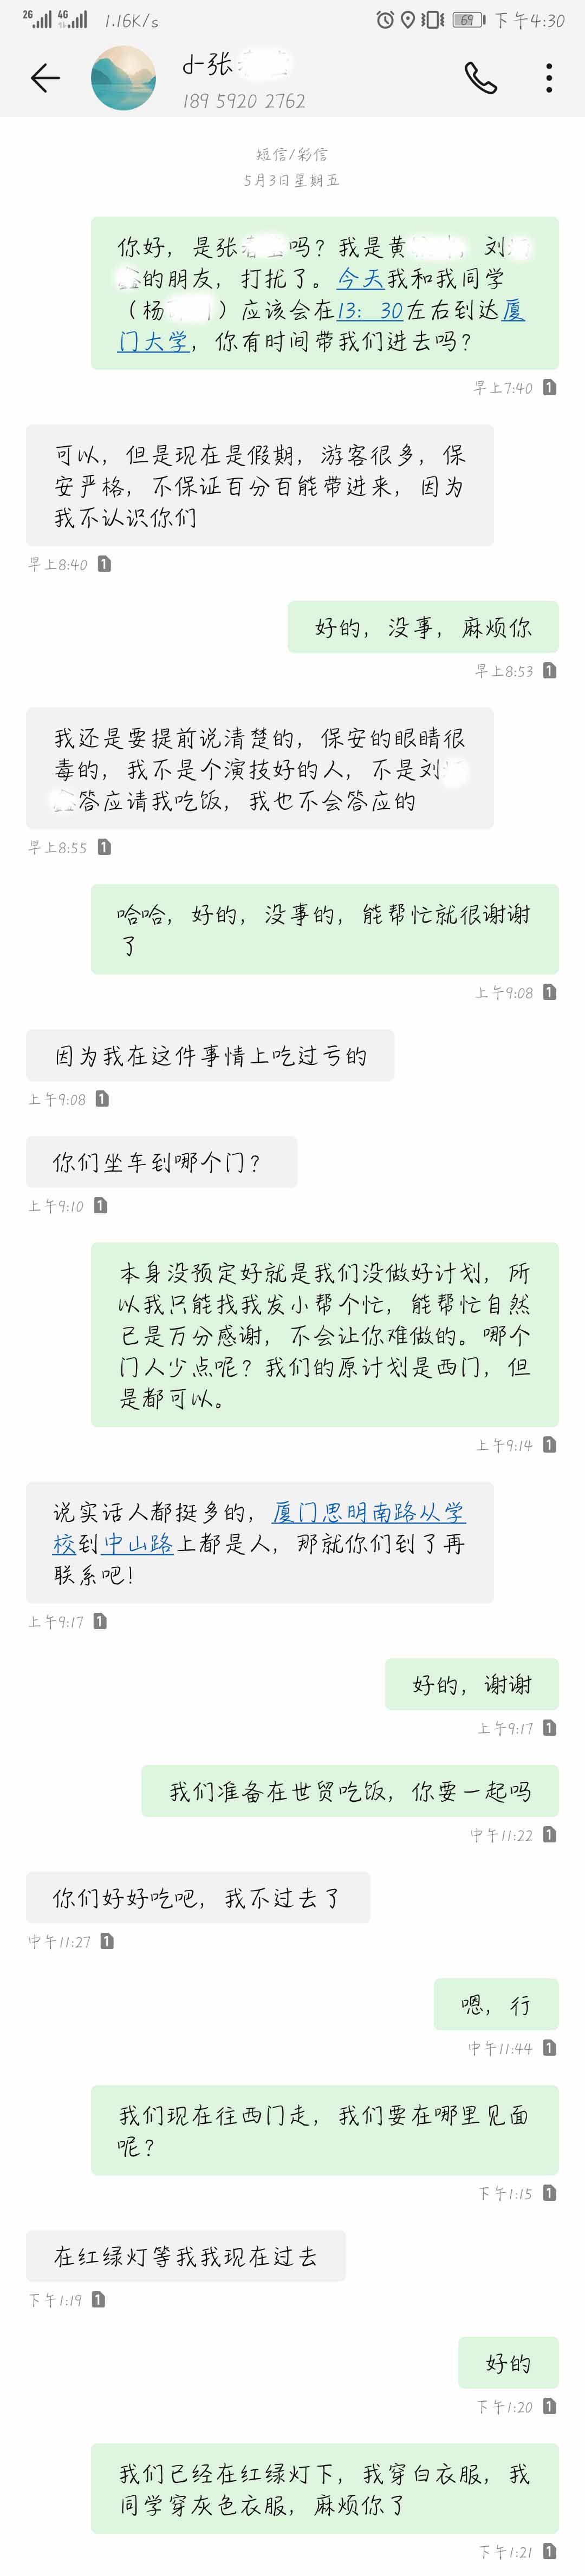 2G 4G 1.16K/s 69 下午4:30
d-张
189 5920 2762
短信/彩信
5月3日星期五
你好，是张 吗？我是黄 刘
的朋友，打扰了。今天我和我同学
（杨 ）应该会在13：30左右到达厦
门大学，你有时间带我们进去吗？
早上7:40 1
可以，但是现在是假期，游客很多，保
安严格，不保证百分百能带进来，因为
我不认识你们
早上8:40 1
好的，没事，麻烦你
早上8:53 1
我还是要提前说清楚的，保安的眼睛很
毒的，我不是个演技好的人，不是刘
答应请我吃饭，我也不会答应的
早上8:55 1
哈哈，好的，没事的，能帮忙就很谢谢
了
上午9:08 1
因为我在这件事情上吃过亏的
上午9:08 1
你们坐车到哪个门？
上午9:10 1
本身没预定好就是我们没做好计划，所
以我只能找我发小帮个忙，能帮忙自然
已是万分感谢，不会让你难做的。哪个
门人少点呢？我们的原计划是西门，但
是都可以。
上午9:14 1
说实话人都挺多的，厦门思明南路从学
校到中山路上都是人，那就你们到了再
联系吧！
上午9:17 1
好的，谢谢
上午9:17 1
我们准备在世贸吃饭，你要一起吗
中午11:22 1
你们好好吃吧，我不过去了
中午11:27 1
嗯，行
中午11:44 1
我们现在往西门走，我们要在哪里见面
呢？
下午1:15 1
在红绿灯等我我现在过去
下午1:19 1
好的
下午1:20 1
我们已经在红绿灯下，我穿白衣服，我
同学穿灰色衣服，麻烦你了
下午1:21 1